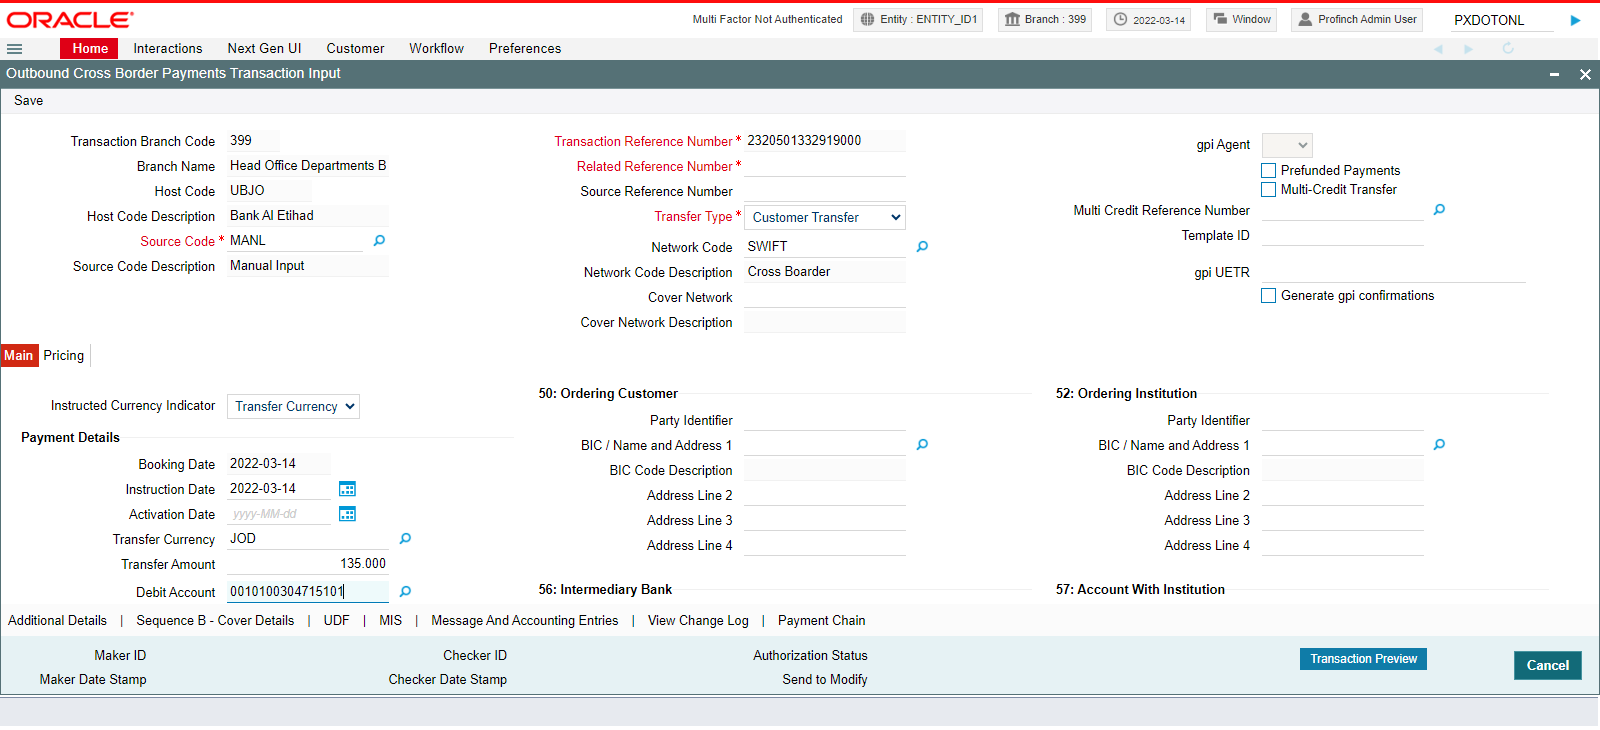 ORACLE
Multi Factor Not Authenticated Entity : ENTITY_ID1 Branch : 399 2022-03-14 Window Profinch Admin User PXDOTONL
Home Interactions Next Gen UI Customer Workflow Preferences
Outbound Cross Border Payments Transaction Input
Save
Transaction Branch Code 399
Branch Name Head Office Departments B
Host Code UBJO
Host Code Description Bank Al Etihad
Source Code * MANL
Source Code Description Manual Input
Transaction Reference Number * 2320501332919000
Related Reference Number *
Source Reference Number
Transfer Type * Customer Transfer
Network Code SWIFT
Network Code Description Cross Boarder
Cover Network
Cover Network Description
gpi Agent
Prefunded Payments
Multi-Credit Transfer
Multi Credit Reference Number
Template ID
gpi UETR
Generate gpi confirmations
Main Pricing
Instructed Currency Indicator Transfer Currency
Payment Details
Booking Date 2022-03-14
Instruction Date 2022-03-14
Activation Date yyyy-MM-dd
Transfer Currency JOD
Transfer Amount 135.000
Debit Account 0010100304715101
50: Ordering Customer
Party Identifier
BIC / Name and Address 1
BIC Code Description
Address Line 2
Address Line 3
Address Line 4
56: Intermediary Bank
52: Ordering Institution
Party Identifier
BIC / Name and Address 1
BIC Code Description
Address Line 2
Address Line 3
Address Line 4
57: Account With Institution
Additional Details | Sequence B - Cover Details | UDF | MIS | Message And Accounting Entries | View Change Log | Payment Chain
Maker ID Checker ID Authorization Status
Maker Date Stamp Checker Date Stamp Send to Modify
Transaction Preview Cancel